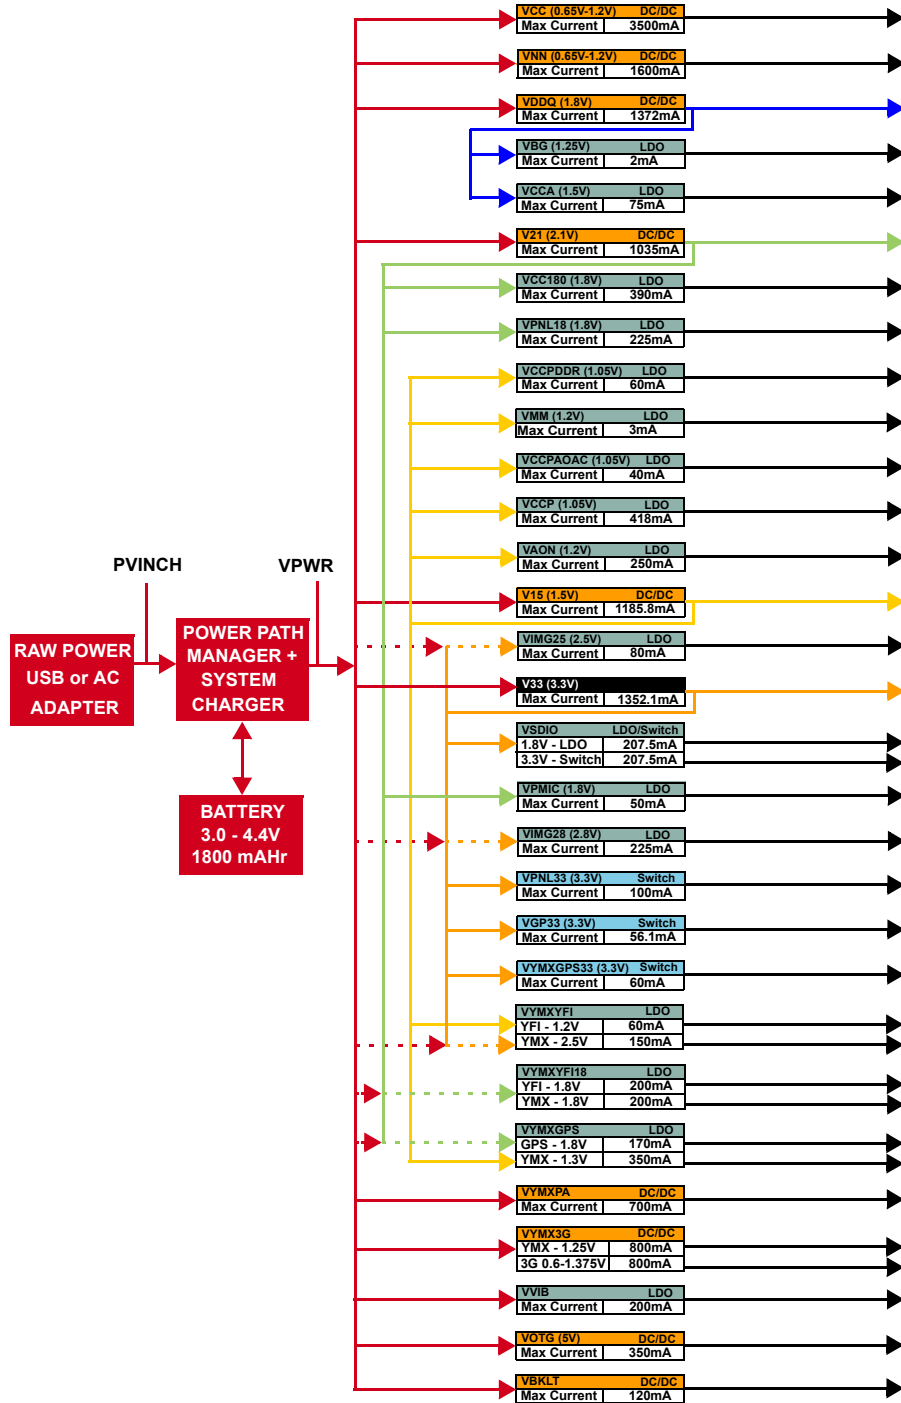 VCC (0.65V-1.2V) DC/DC
Max Current 3500mA
VNN (0.65V-1.2V) DC/DC
Max Current 1600mA
VDDQ (1.8V) DC/DC
Max Current 1372mA
VBG (1.25V) LDO
Max Current 2mA
VCCA (1.5V) LDO
Max Current 75mA
V21 (2.1V) DC/DC
Max Current 1035mA
VCC180 (1.8V) LDO
Max Current 390mA
VPNL18 (1.8V) LDO
Max Current 225mA
VCCPDDR (1.05V) LDO
Max Current 60mA
VMM (1.2V) LDO
Max Current 3mA
VCCPAOAC (1.05V) LDO
Max Current 40mA
VCCP (1.05V) LDO
Max Current 418mA
VAON (1.2V) LDO
Max Current 250mA
PVINCH
VPWR
V15 (1.5V) DC/DC
Max Current 1185.8mA
RAW POWER
USB or AC
ADAPTER
POWER PATH
MANAGER +
SYSTEM
CHARGER
VIMG25 (2.5V) LDO
Max Current 80mA
V33 (3.3V)
Max Current 1352.1mA
VSDIO LDO/Switch
1.8V - LDO 207.5mA
3.3V - Switch 207.5mA
BATTERY
3.0 - 4.4V
1800 mAHr
VPMIC (1.8V) LDO
Max Current 50mA
VIMG28 (2.8V) LDO
Max Current 225mA
VPNL33 (3.3V) Switch
Max Current 100mA
VGP33 (3.3V) Switch
Max Current 56.1mA
VYMXGPS33 (3.3V) Switch
Max Current 60mA
VYMXYFI LDO
YFI - 1.2V 60mA
YMX - 2.5V 150mA
VYMXYFI18 LDO
YFI - 1.8V 200mA
YMX - 1.8V 200mA
VYMXGPS LDO
GPS - 1.8V 170mA
YMX - 1.3V 350mA
VYMXPA DC/DC
Max Current 700mA
VYMX3G DC/DC
YMX - 1.25V 800mA
3G 0.6-1.375V 800mA
VVIB LDO
Max Current 200mA
VOTG (5V) DC/DC
Max Current 350mA
VBKLT DC/DC
Max Current 120mA